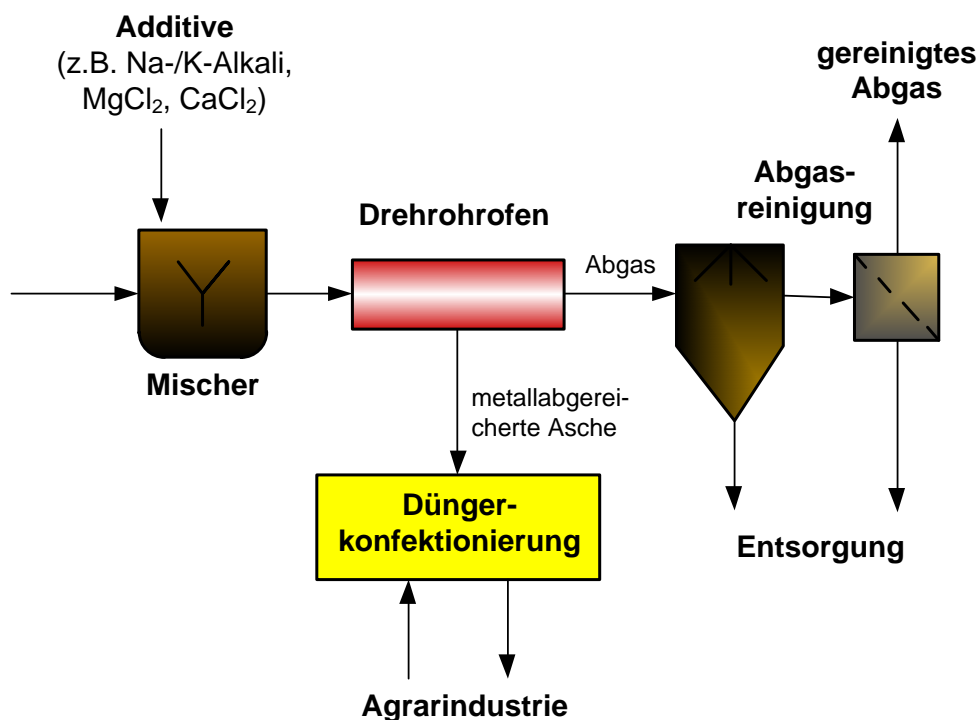 Additive
(z.B. Na-/K-Alkali,
MgCl₂, CaCl₂)
gereinigtes
Abgas
Abgas-
reinigung
Drehrohrofen
Abgas
Mischer
metallabgerei-
cherte Asche
Dünger-
konfektionierung
Entsorgung
Agrarindustrie